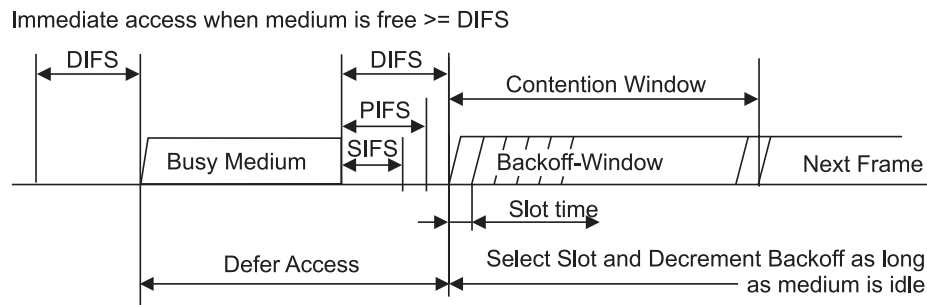 Immediate access when medium is free >= DIFS
DIFS
DIFS
Contention Window
PIFS
SIFS
Busy Medium
Backoff-Window
Next Frame
Slot time
Defer Access
Select Slot and Decrement Backoff as long
as medium is idle